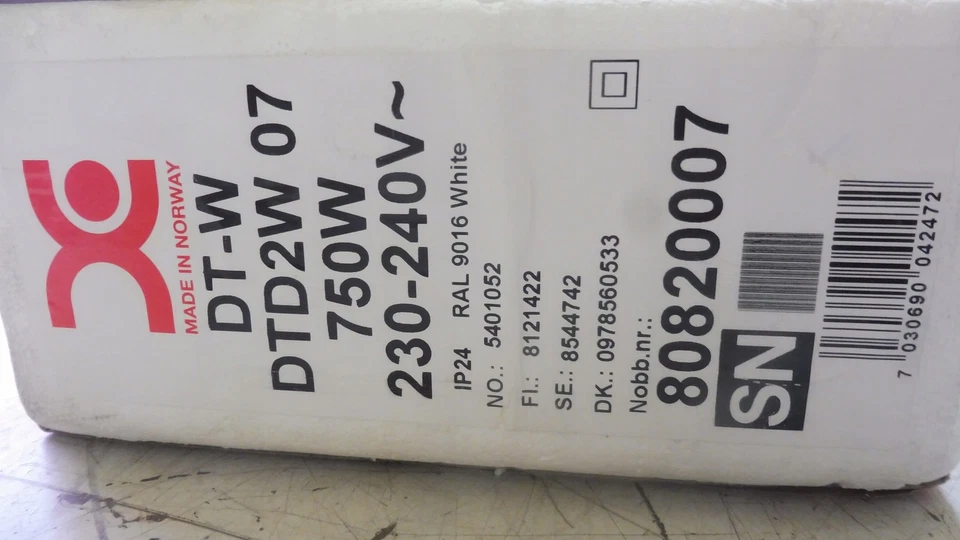 MADE IN NORWAY
DT-W
DTD2W 07
750W
230-240V~
IP24 RAL 9016 White
NO.: 5401052
FI.: 8121422
SE.: 8544742
DK.: 0978560533
Nobb.nr.:
80820007
SN
7 030690 042472